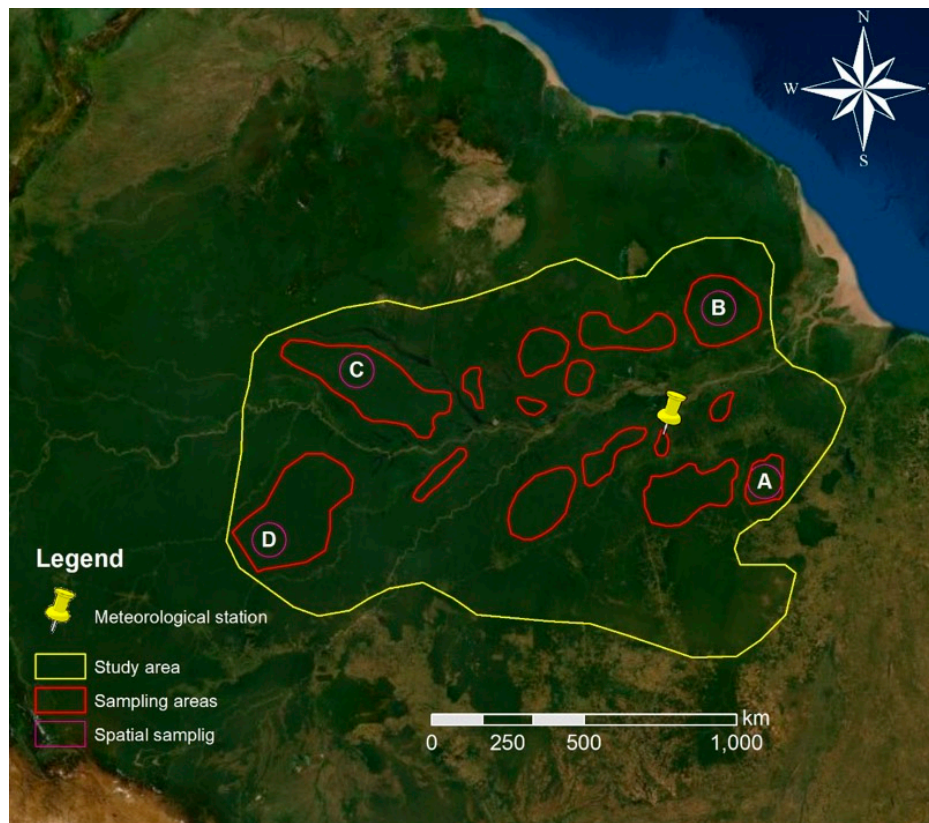 N
W
S
B
C
A
D
Legend
Meteorological station
Study area
Sampling areas
Spatial samplig
km
0 250 500 1,000